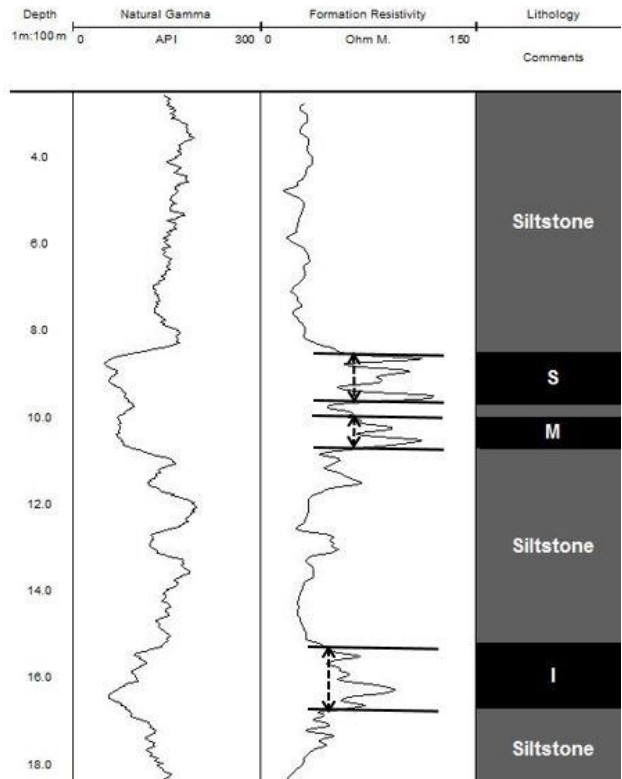 Depth Natural Gamma Formation Resistivity Lithology
1m:100 m 0 API 300 0 Ohm M. 150
Comments
4.0
Siltstone
6.0
8.0
S
10.0
M
12.0
Siltstone
14.0
16.0
I
18.0
Siltstone